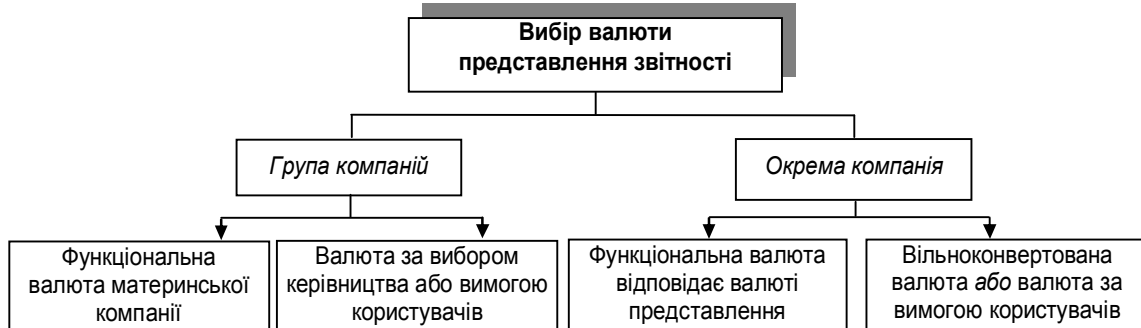 Вибір валюти
представлення звітності
Група компаній
Окрема компанія
Функціональна
валюта материнської
компанії
Валюта за вибором
керівництва або вимогою
користувачів
Функціональна валюта
відповідає валюті
представлення
Вільноконвертована
валюта або валюта за
вимогою користувачів